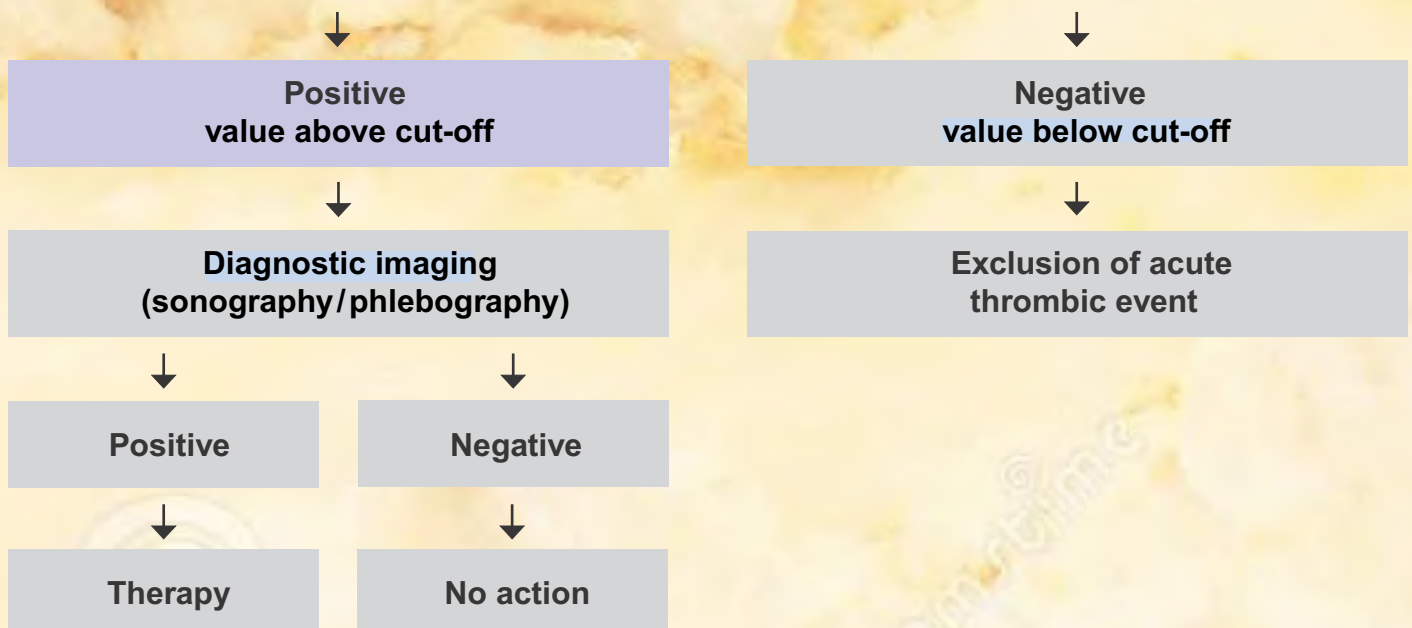 Positive
value above cut-off
Negative
value below cut-off
Diagnostic imaging
(sonography/phlebography)
Exclusion of acute
thrombic event
Positive
Negative
Therapy
No action